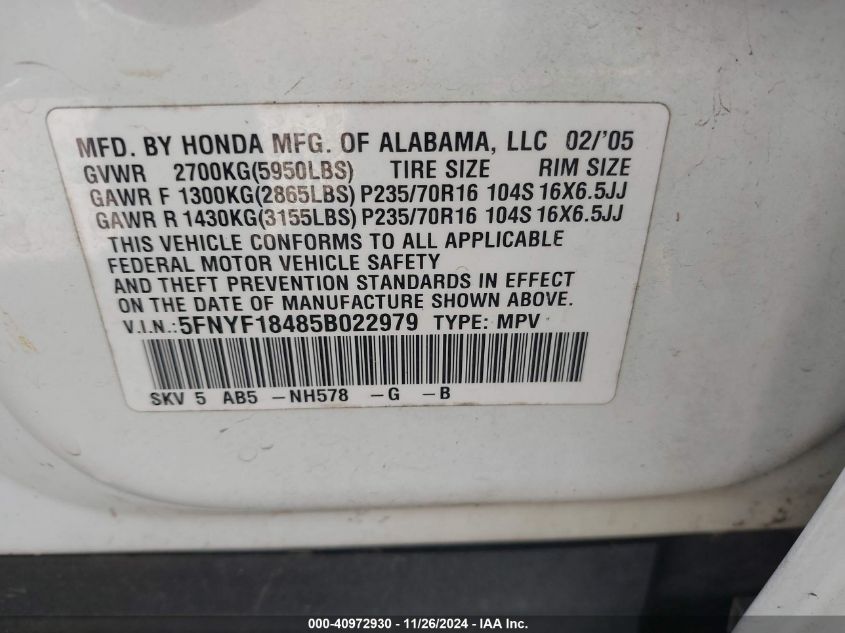 MFD. BY HONDA MFG. OF ALABAMA, LLC 02/'05
GVWR 2700KG(5950LBS) TIRE SIZE RIM SIZE
GAWR F 1300KG(2865LBS) P235/70R16 104S 16X6.5JJ
GAWR R 1430KG(3155LBS) P235/70R16 104S 16X6.5JJ
THIS VEHICLE CONFORMS TO ALL APPLICABLE
FEDERAL MOTOR VEHICLE SAFETY
AND THEFT PREVENTION STANDARDS IN EFFECT
ON THE DATE OF MANUFACTURE SHOWN ABOVE.
V.I.N.: 5FNYF18485B022979 TYPE: MPV
SKV 5 AB5 -NH578 -G -B
000-40972930 - 11/26/2024 - IAA Holdings, LLC.